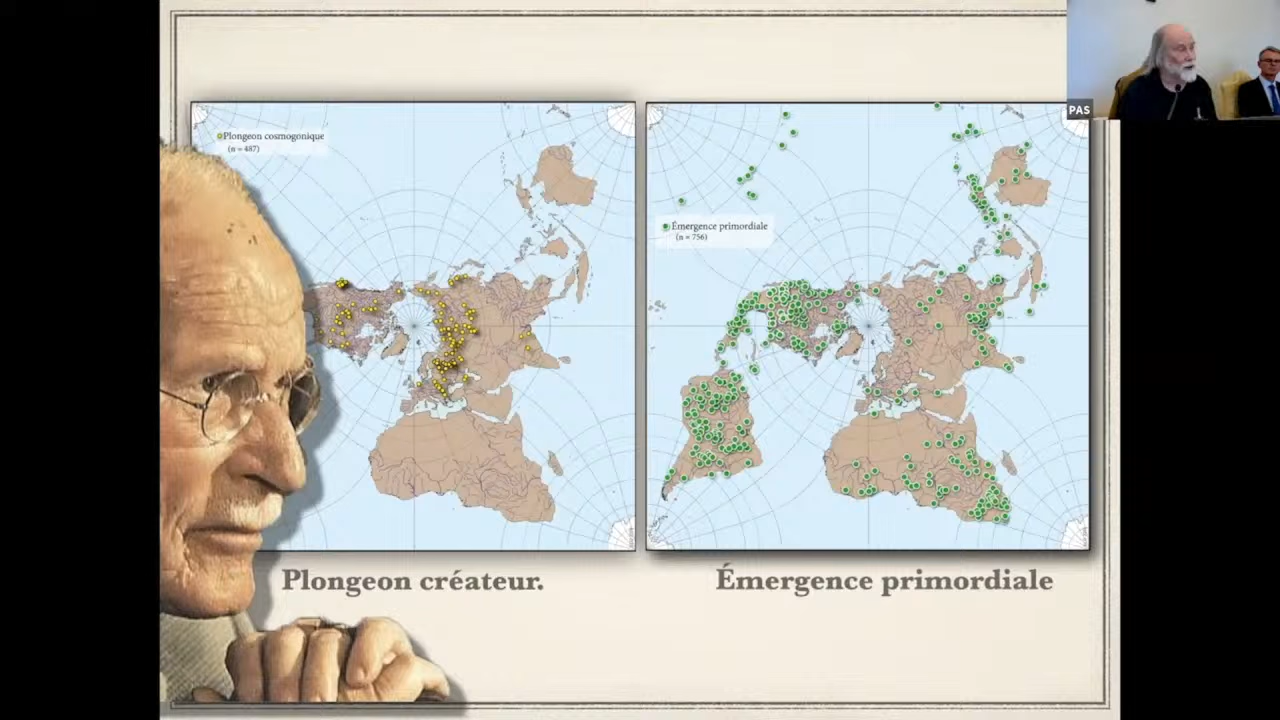 Plongeon cosmogonique
(n = 487)
Émergence primordiale
(n = 756)
PAS
Plongeon créateur.
Émergence primordiale